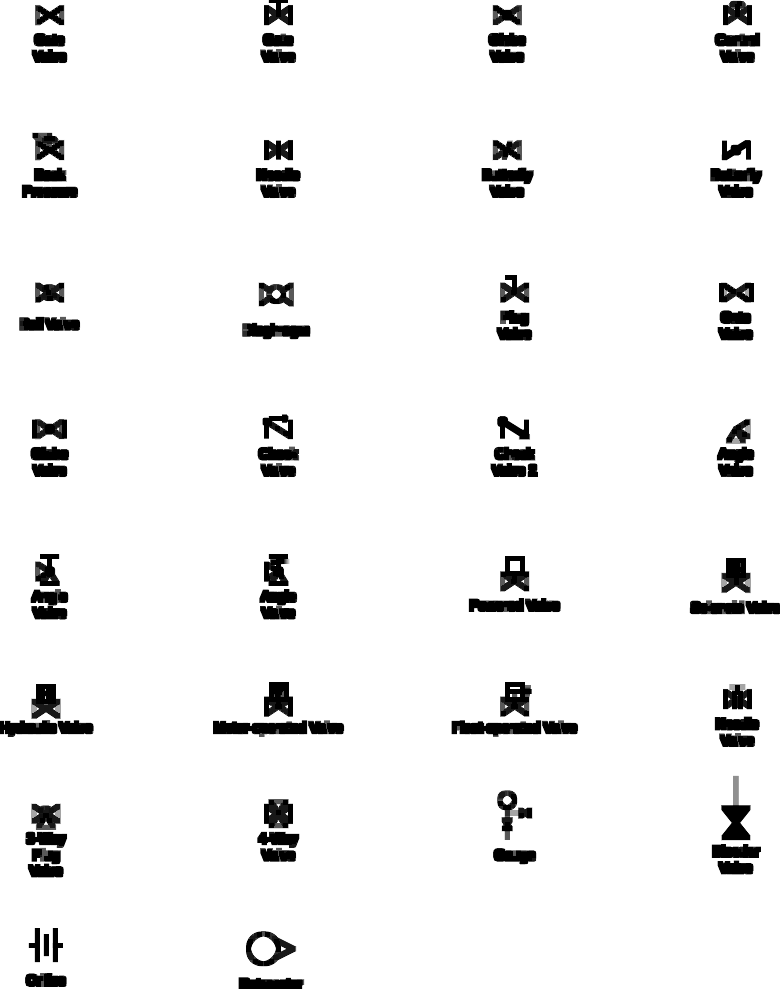 Gate
Valve
Gate
Valve
Globe
Valve
Control
Valve
Back
Pressure
Needle
Valve
Butterfly
Valve
Butterfly
Valve
Ball Valve
Diaphragm
Plug
Valve
Gate
Valve
Globe
Valve
Check
Valve
Check
Valve 2
Angle
Valve
Angle
Valve
Angle
Valve
Powered Valve
Solenoid Valve
Hydraulic Valve
Motor-operated Valve
Float-operated Valve
Needle
Valve
3-Way
Plug
Valve
4-Way
Valve
Gauge
Bleeder
Valve
Orifice
Rotameter